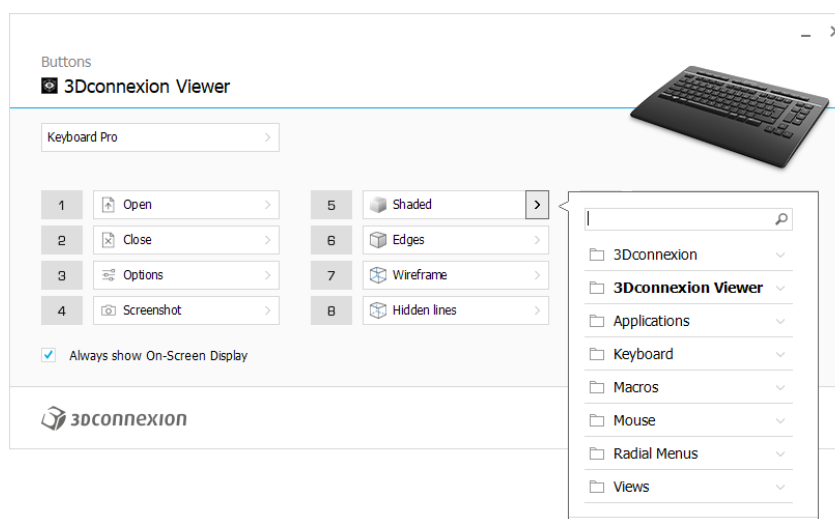 Buttons
3Dconnexion Viewer
Keyboard Pro
1 Open
2 Close
3 Options
4 Screenshot
5 Shaded
6 Edges
7 Wireframe
8 Hidden lines
Always show On-Screen Display
3Dconnexion
3Dconnexion
3Dconnexion Viewer
Applications
Keyboard
Macros
Mouse
Radial Menus
Views